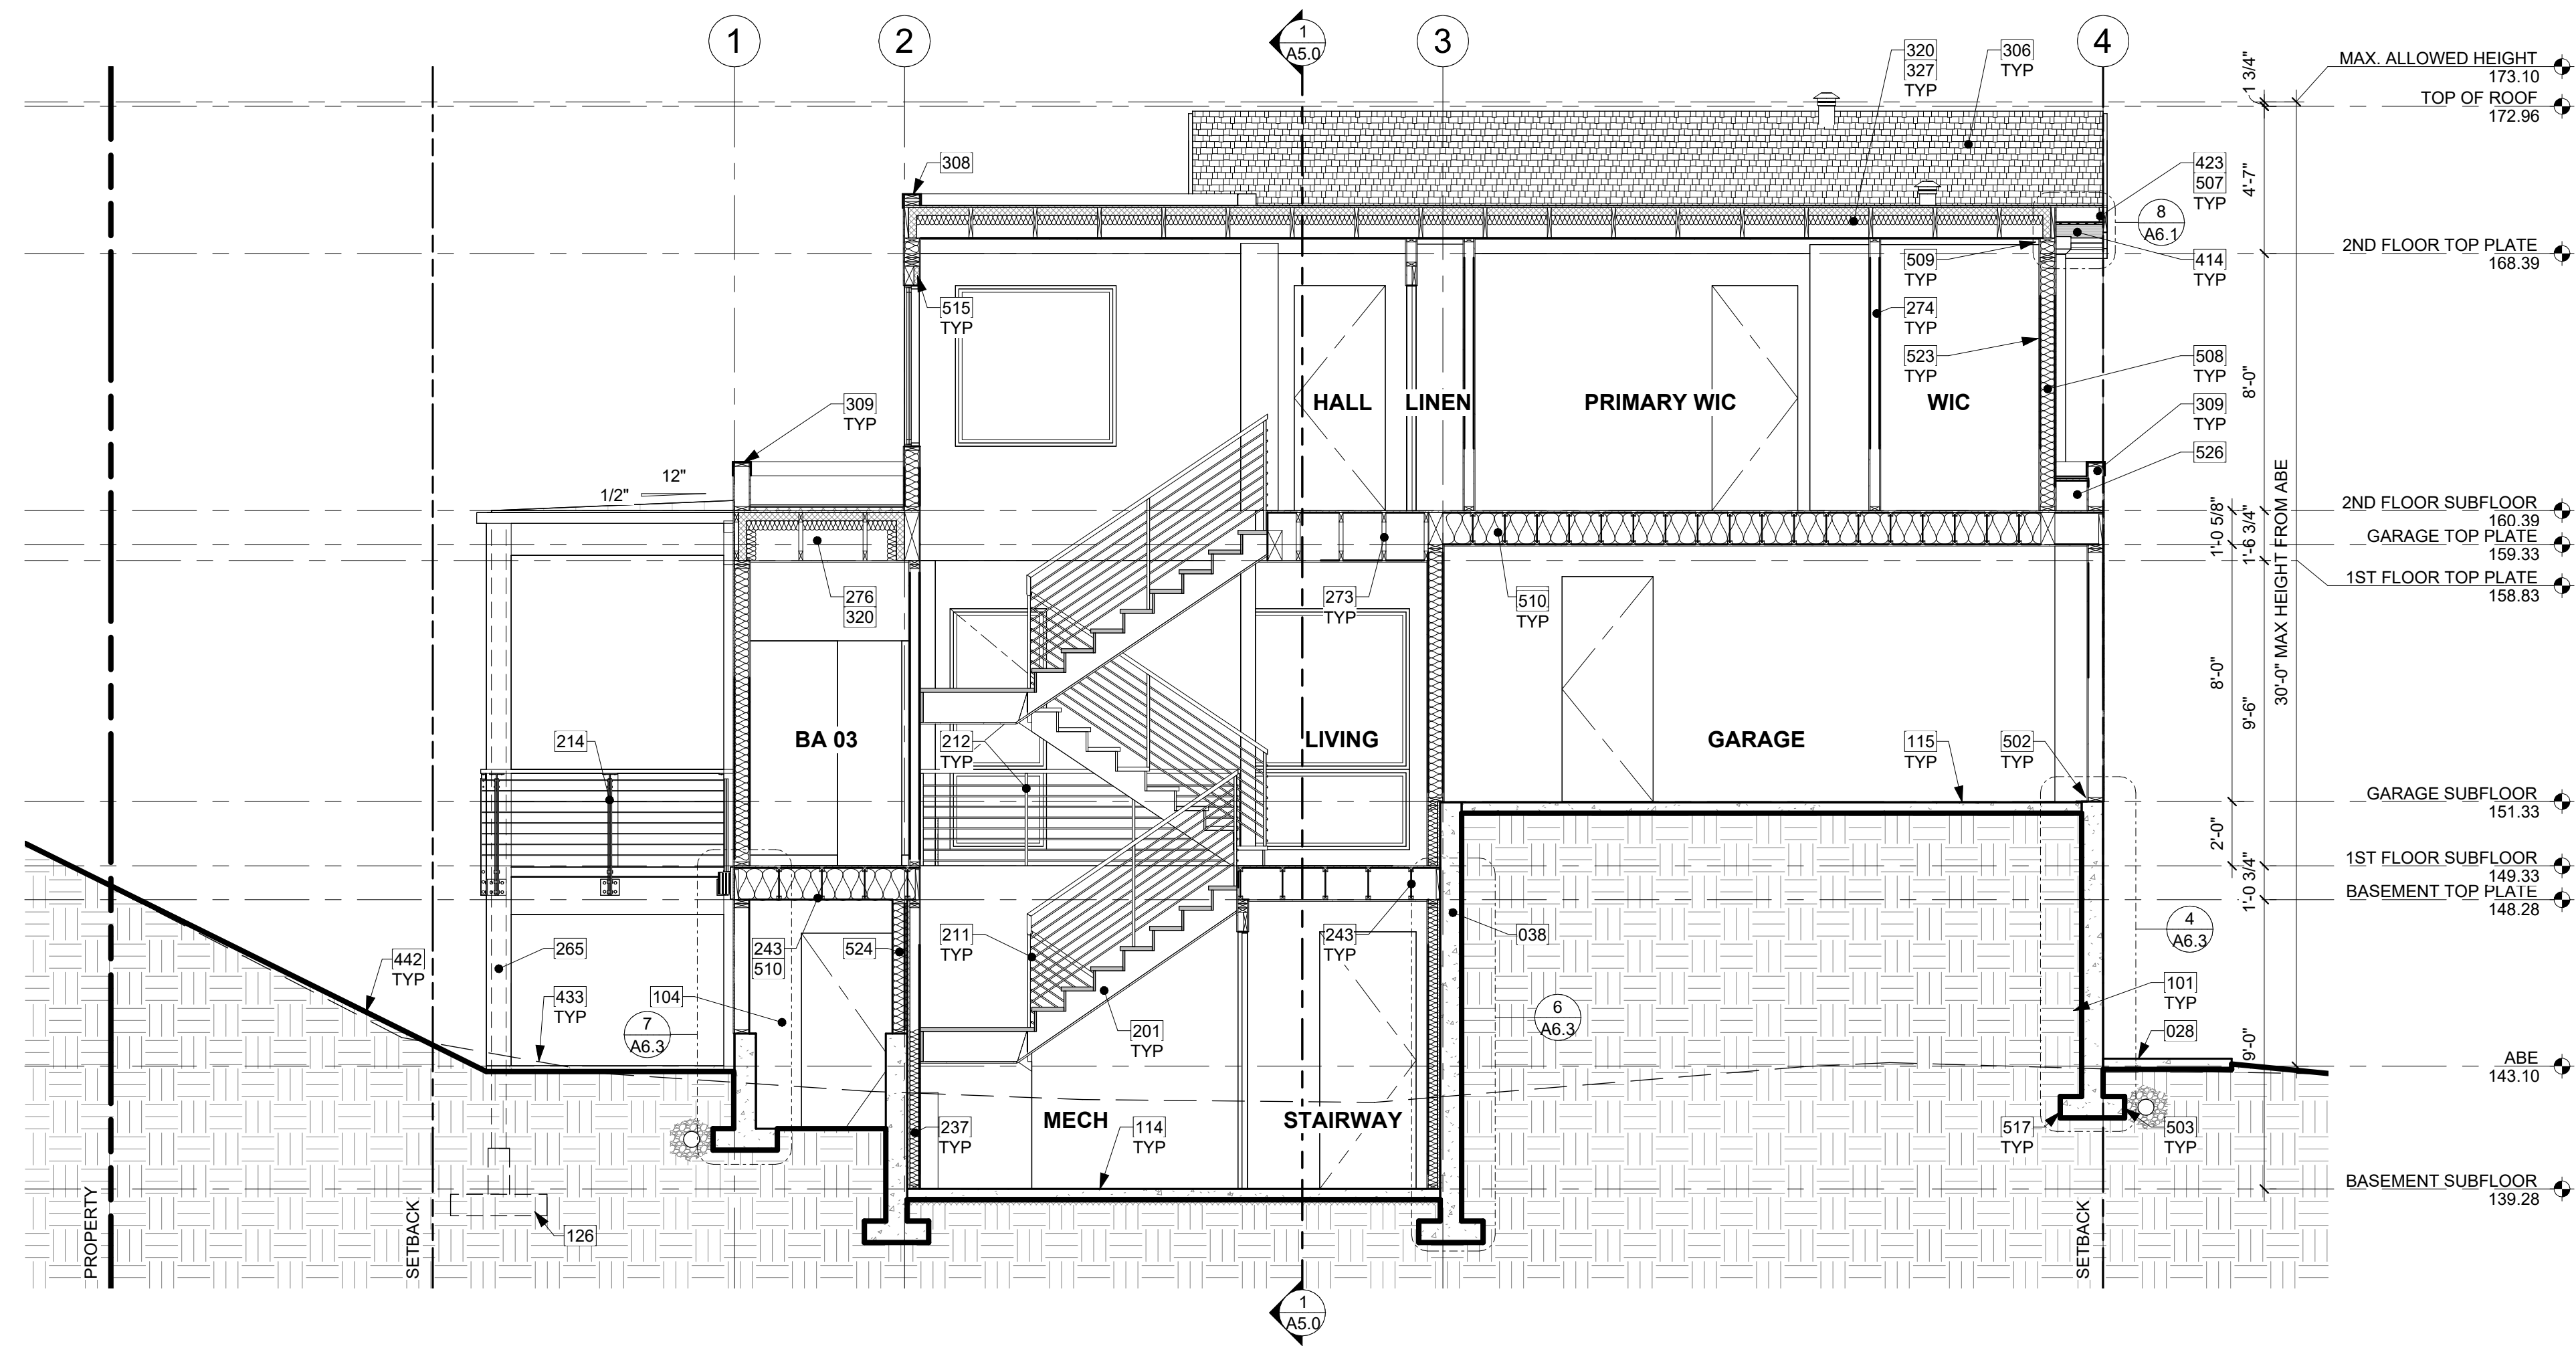 1
2
1
A5.0
3
4
320
327
TYP
306
TYP
1 3/4"
MAX. ALLOWED HEIGHT
173.10
TOP OF ROOF
172.96
308
423
507
TYP
4'-7"
8
A6.1
2ND FLOOR TOP PLATE
168.39
509
TYP
414
TYP
515
TYP
274
TYP
523
TYP
508
TYP
8'-0"
309
TYP
HALL
LINEN
PRIMARY WIC
WIC
309
TYP
526
12"
1/2"
30'-0" MAX HEIGHT FROM ABE
2ND FLOOR SUBFLOOR
160.39
1'-0 5/8"
1'-6 3/4"
GARAGE TOP PLATE
159.33
1ST FLOOR TOP PLATE
158.83
276
320
273
TYP
510
TYP
8'-0"
9'-6"
214
BA 03
212
TYP
LIVING
GARAGE
115
TYP
502
TYP
GARAGE SUBFLOOR
151.33
2'-0"
1ST FLOOR SUBFLOOR
149.33
1'-0 3/4"
BASEMENT TOP PLATE
148.28
442
TYP
265
243
510
524
211
TYP
243
TYP
038
4
A6.3
433
TYP
104
7
A6.3
201
TYP
6
A6.3
101
TYP
028
9'-0"
ABE
143.10
237
TYP
MECH
114
TYP
STAIRWAY
517
TYP
503
TYP
BASEMENT SUBFLOOR
139.28
PROPERTY
SETBACK
126
SETBACK
1
A5.0